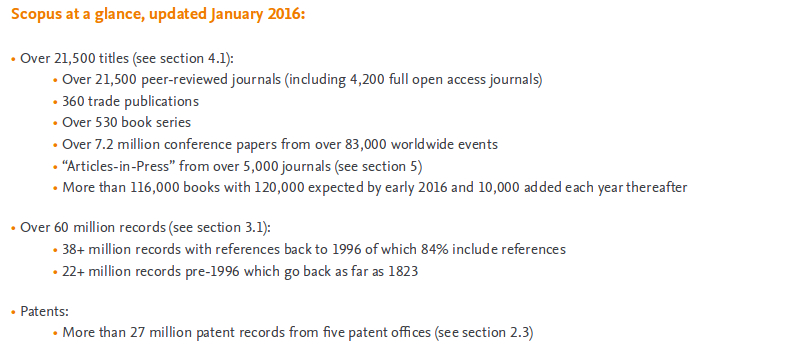 Scopus at a glance, updated January 2016:
• Over 21,500 titles (see section 4.1):
• Over 21,500 peer-reviewed journals (including 4,200 full open access journals)
• 360 trade publications
• Over 530 book series
• Over 7.2 million conference papers from over 83,000 worldwide events
• “Articles-in-Press” from over 5,000 journals (see section 5)
• More than 116,000 books with 120,000 expected by early 2016 and 10,000 added each year thereafter
• Over 60 million records (see section 3.1):
• 38+ million records with references back to 1996 of which 84% include references
• 22+ million records pre-1996 which go back as far as 1823
• Patents:
• More than 27 million patent records from five patent offices (see section 2.3)